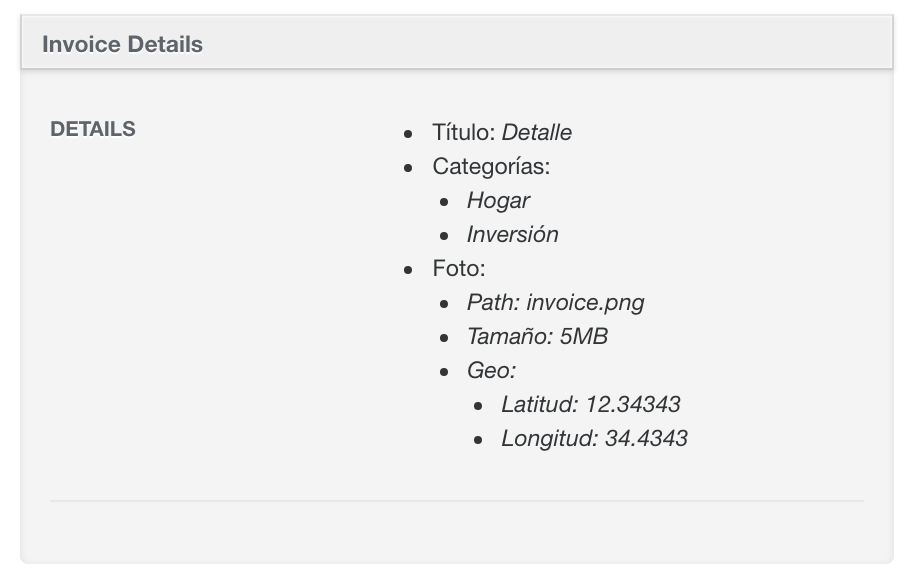 Invoice Details
DETAILS
• Título: Detalle
• Categorías:
• Hogar
• Inversión
• Foto:
• Path: invoice.png
• Tamaño: 5MB
• Geo:
• Latitud: 12.34343
• Longitud: 34.4343